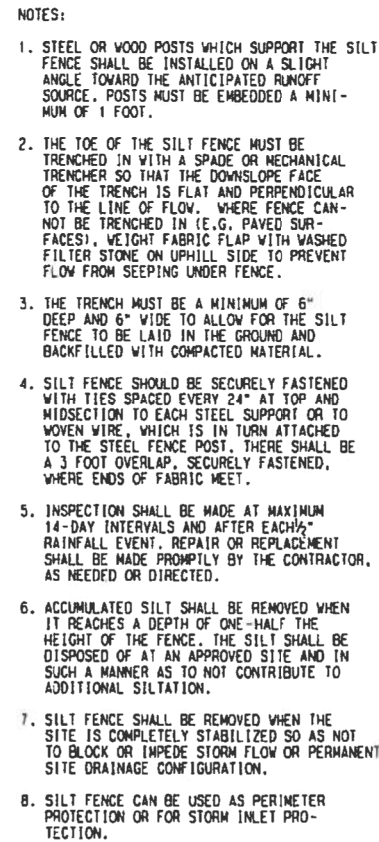 NOTES:
1. STEEL OR WOOD POSTS WHICH SUPPORT THE SILT
FENCE SHALL BE INSTALLED ON A SLIGHT
ANGLE TOWARD THE ANTICIPATED RUNOFF
SOURCE. POSTS MUST BE EMBEDDED A MINI-
MUM OF 1 FOOT.
2. THE TOE OF THE SILT FENCE MUST BE
TRENCHED IN WITH A SPADE OR MECHANICAL
TRENCHER SO THAT THE DOWNSLOPE FACE
OF THE TRENCH IS FLAT AND PERPENDICULAR
TO THE LINE OF FLOW. WHERE FENCE CAN-
NOT BE TRENCHED IN (E.G. PAVED SUR-
FACES), WEIGHT FABRIC FLAP WITH WASHED
FILTER STONE ON UPHILL SIDE TO PREVENT
FLOW FROM SEEPING UNDER FENCE.
3. THE TRENCH MUST BE A MINIMUM OF 6"
DEEP AND 6" WIDE TO ALLOW FOR THE SILT
FENCE TO BE LAID IN THE GROUND AND
BACKFILLED WITH COMPACTED MATERIAL.
4. SILT FENCE SHOULD BE SECURELY FASTENED
WITH TIES SPACED EVERY 24" AT TOP AND
MIDSECTION TO EACH STEEL SUPPORT OR TO
WOVEN WIRE, WHICH IS IN TURN ATTACHED
TO THE STEEL FENCE POST. THERE SHALL BE
A 3 FOOT OVERLAP, SECURELY FASTENED,
WHERE ENDS OF FABRIC MEET.
5. INSPECTION SHALL BE MADE AT MAXIMUM
14-DAY INTERVALS AND AFTER EACH ½"
RAINFALL EVENT. REPAIR OR REPLACEMENT
SHALL BE MADE PROMPTLY BY THE CONTRACTOR,
AS NEEDED OR DIRECTED.
6. ACCUMULATED SILT SHALL BE REMOVED WHEN
IT REACHES A DEPTH OF ONE-HALF THE
HEIGHT OF THE FENCE. THE SILT SHALL BE
DISPOSED OF AT AN APPROVED SITE AND IN
SUCH A MANNER AS TO NOT CONTRIBUTE TO
ADDITIONAL SILTATION.
7. SILT FENCE SHALL BE REMOVED WHEN THE
SITE IS COMPLETELY STABILIZED SO AS NOT
TO BLOCK OR IMPEDE STORM FLOW OR PERMANENT
SITE DRAINAGE CONFIGURATION.
8. SILT FENCE CAN BE USED AS PERIMETER
PROTECTION OR FOR STORM INLET PRO-
TECTION.